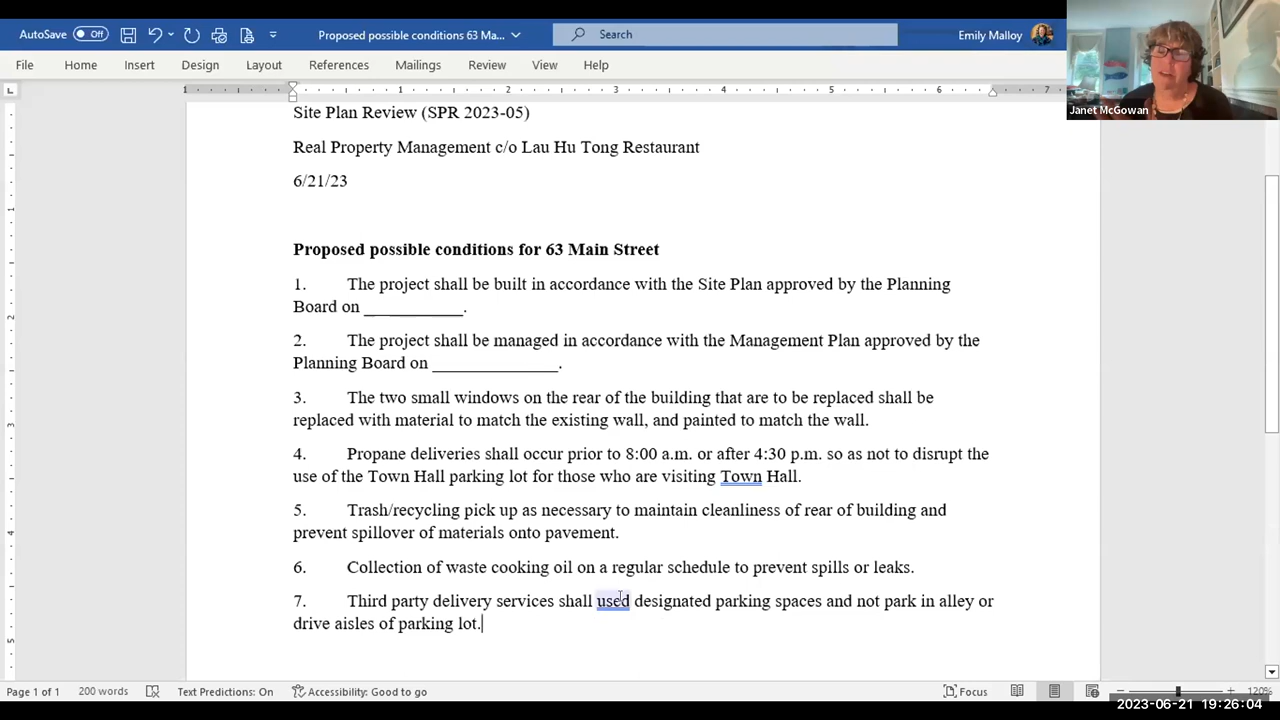 AutoSave Off Proposed possible conditions 63 Ma... Search Emily Malloy
File Home Insert Design Layout References Mailings Review View Help
Janet McGowan
1 1 2 3 4 5 6 7
Site Plan Review (SPR 2023-05)
Real Property Management c/o Lau Hu Tong Restaurant
6/21/23
Proposed possible conditions for 63 Main Street
1. The project shall be built in accordance with the Site Plan approved by the Planning
Board on ___________.
2. The project shall be managed in accordance with the Management Plan approved by the
Planning Board on ______________.
3. The two small windows on the rear of the building that are to be replaced shall be
replaced with material to match the existing wall, and painted to match the wall.
4. Propane deliveries shall occur prior to 8:00 a.m. or after 4:30 p.m. so as not to disrupt the
use of the Town Hall parking lot for those who are visiting Town Hall.
5. Trash/recycling pick up as necessary to maintain cleanliness of rear of building and
prevent spillover of materials onto pavement.
6. Collection of waste cooking oil on a regular schedule to prevent spills or leaks.
7. Third party delivery services shall used designated parking spaces and not park in alley or
drive aisles of parking lot.
Page 1 of 1 200 words Text Predictions: On Accessibility: Good to go Focus 120%
2023-06-21 19:26:04